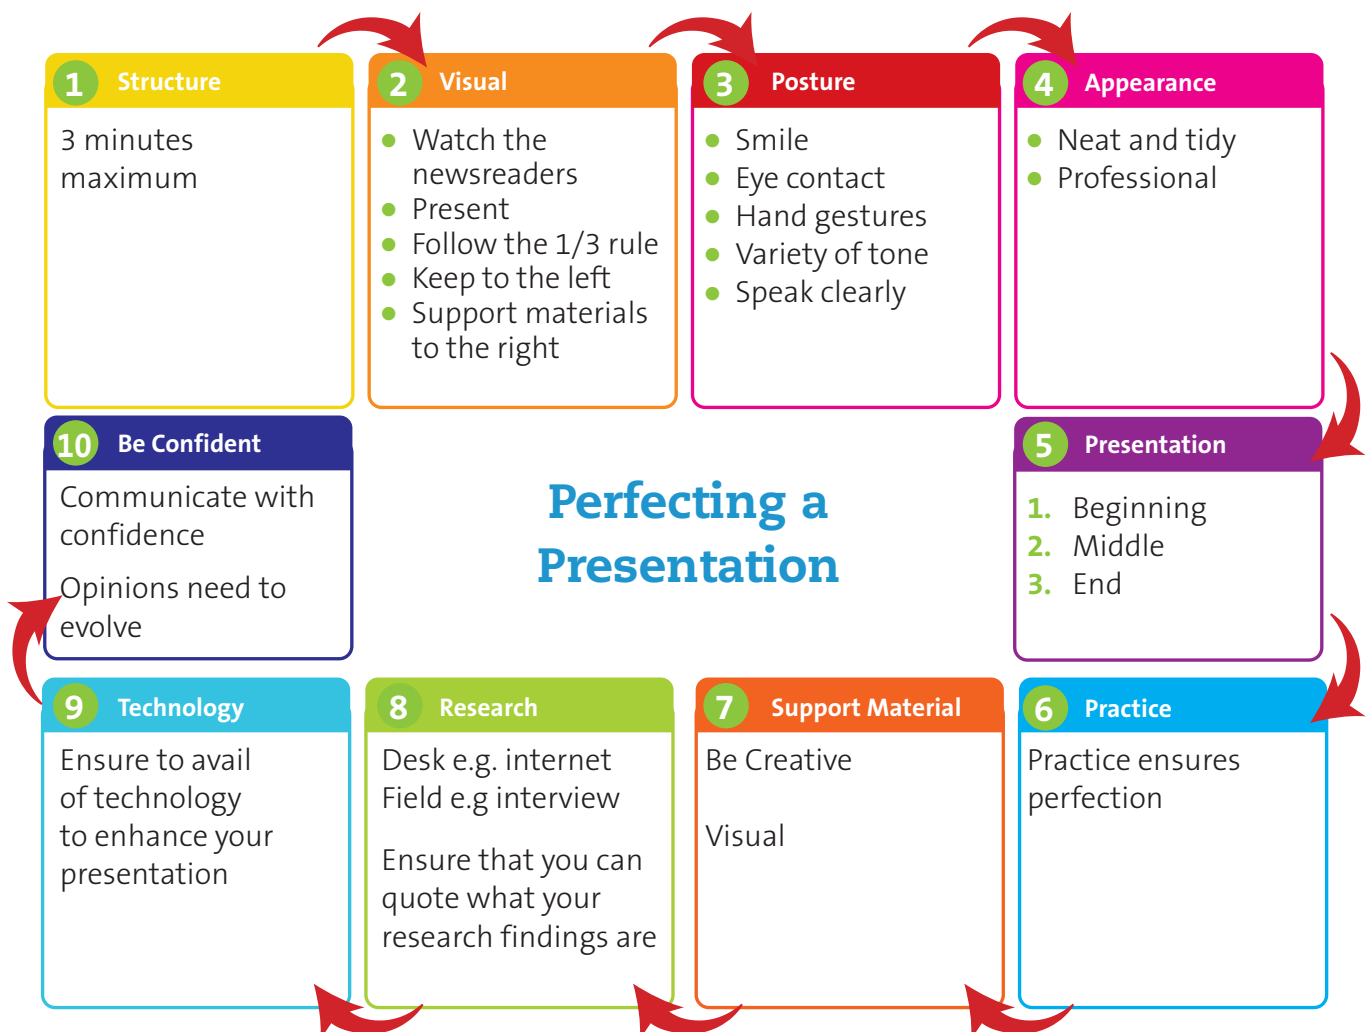 1 Structure
3 minutes
maximum
2 Visual
• Watch the
newsreaders
• Present
• Follow the 1/3 rule
• Keep to the left
• Support materials
to the right
3 Posture
• Smile
• Eye contact
• Hand gestures
• Variety of tone
• Speak clearly
4 Appearance
• Neat and tidy
• Professional
10 Be Confident
Communicate with
confidence
Opinions need to
evolve
Perfecting a
Presentation
5 Presentation
1. Beginning
2. Middle
3. End
9 Technology
Ensure to avail
of technology
to enhance your
presentation
8 Research
Desk e.g. internet
Field e.g interview
Ensure that you can
quote what your
research findings are
7 Support Material
Be Creative
Visual
6 Practice
Practice ensures
perfection